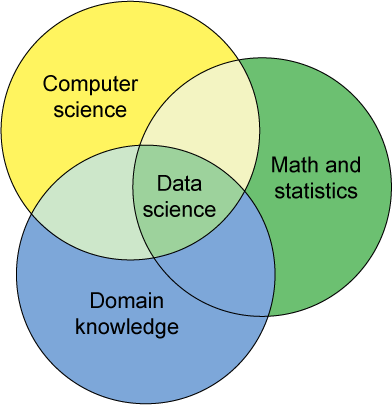 Computer
science
Math and
statistics
Data
science
Domain
knowledge